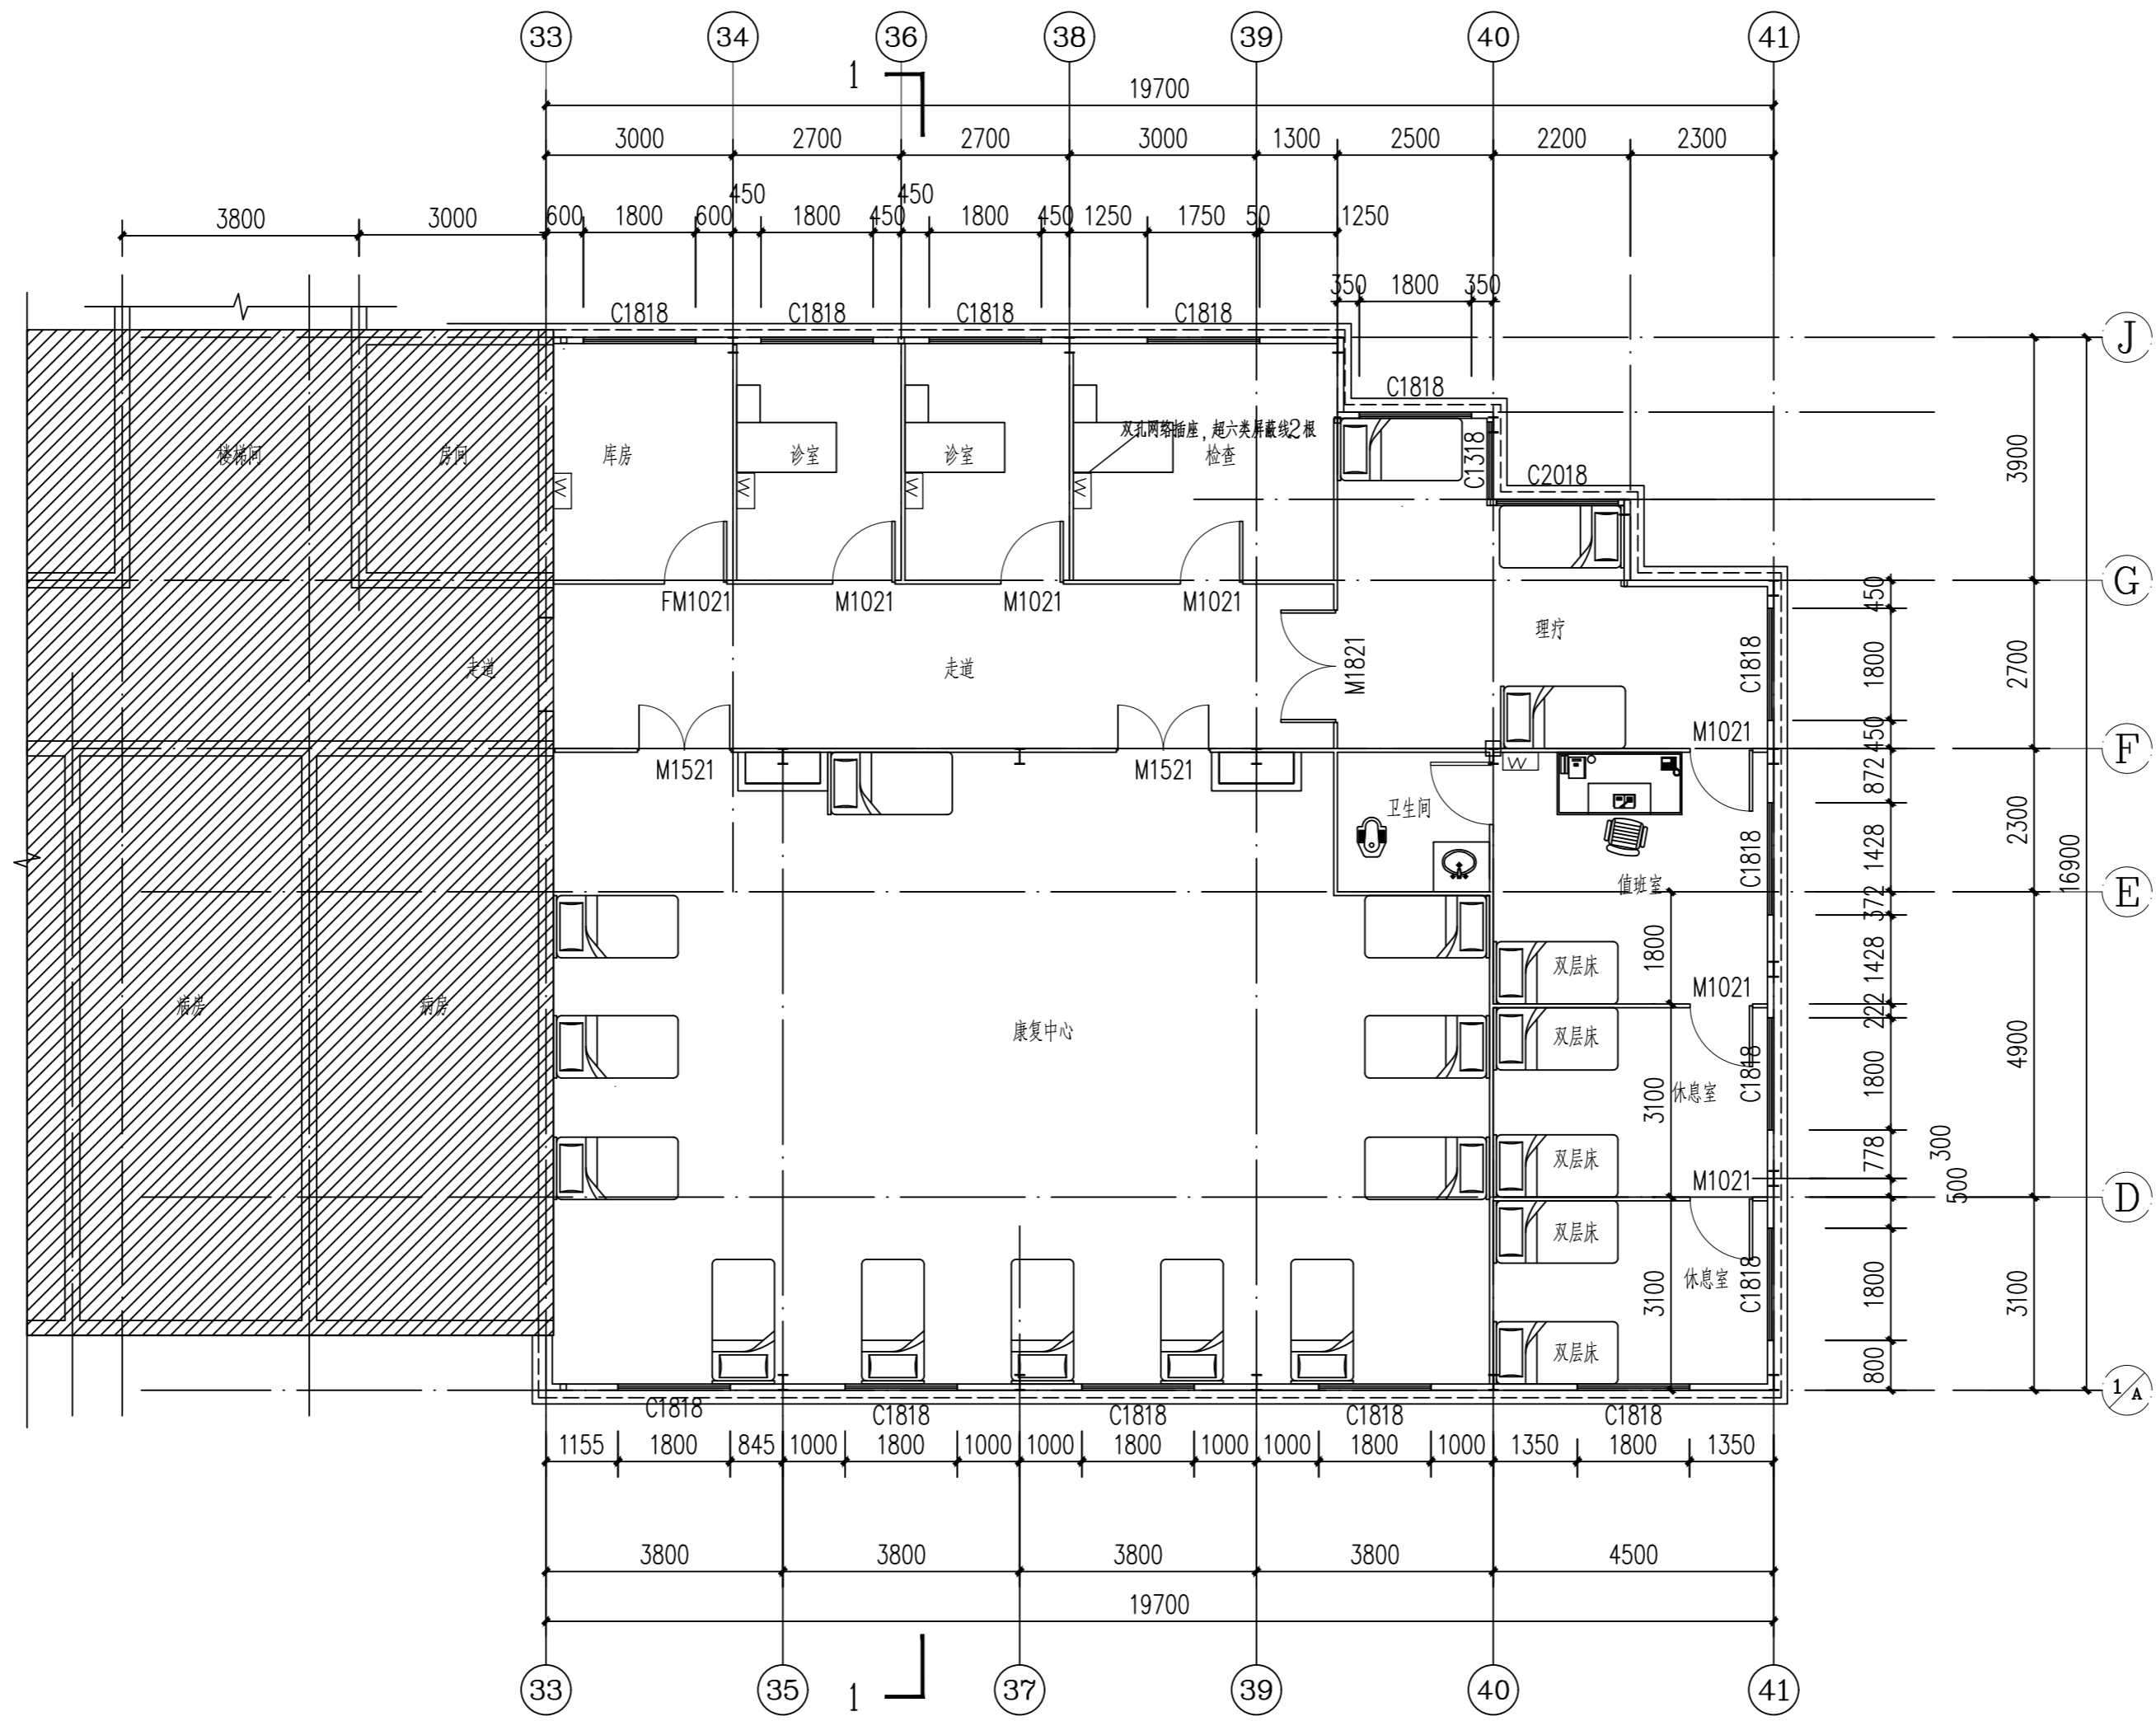 33 34 36 38 39 40 41
1
19700
3000 2700 2700 3000 1300 2500 2200 2300
450 450
3800 3000 600 1800 600 1800 450 1800 450 1250 1750 50 1250
350 1800 350
C1818 C1818 C1818 C1818
J
C1818
双孔网络插座,超六类屏蔽线2根
楼梯间 房间 库房 诊室 诊室 检查
C1318
C2018
W W W W
3900
G
FM1021 M1021 M1021 M1021
450
理疗
走道 走道
M1821
C1818
1800
2700
M1021
450
F
M1521 M1521
W
872
卫生间
C1818
1428
2300
16900
值班室
E
372
1800
双层床
1428
M1021
病房 病房
康复中心
222
双层床
C1818
1800
4900
休息室
3100
双层床
778
300
M1021
500
D
双层床
休息室
C1818
3100
1800
3100
双层床
800
1/A
C1818 C1818 C1818 C1818 C1818
1155 1800 845 1000 1800 1000 1000 1800 1000 1000 1800 1000 1350 1800 1350
3800 3800 3800 3800 4500
19700
1
33 35 37 39 40 41